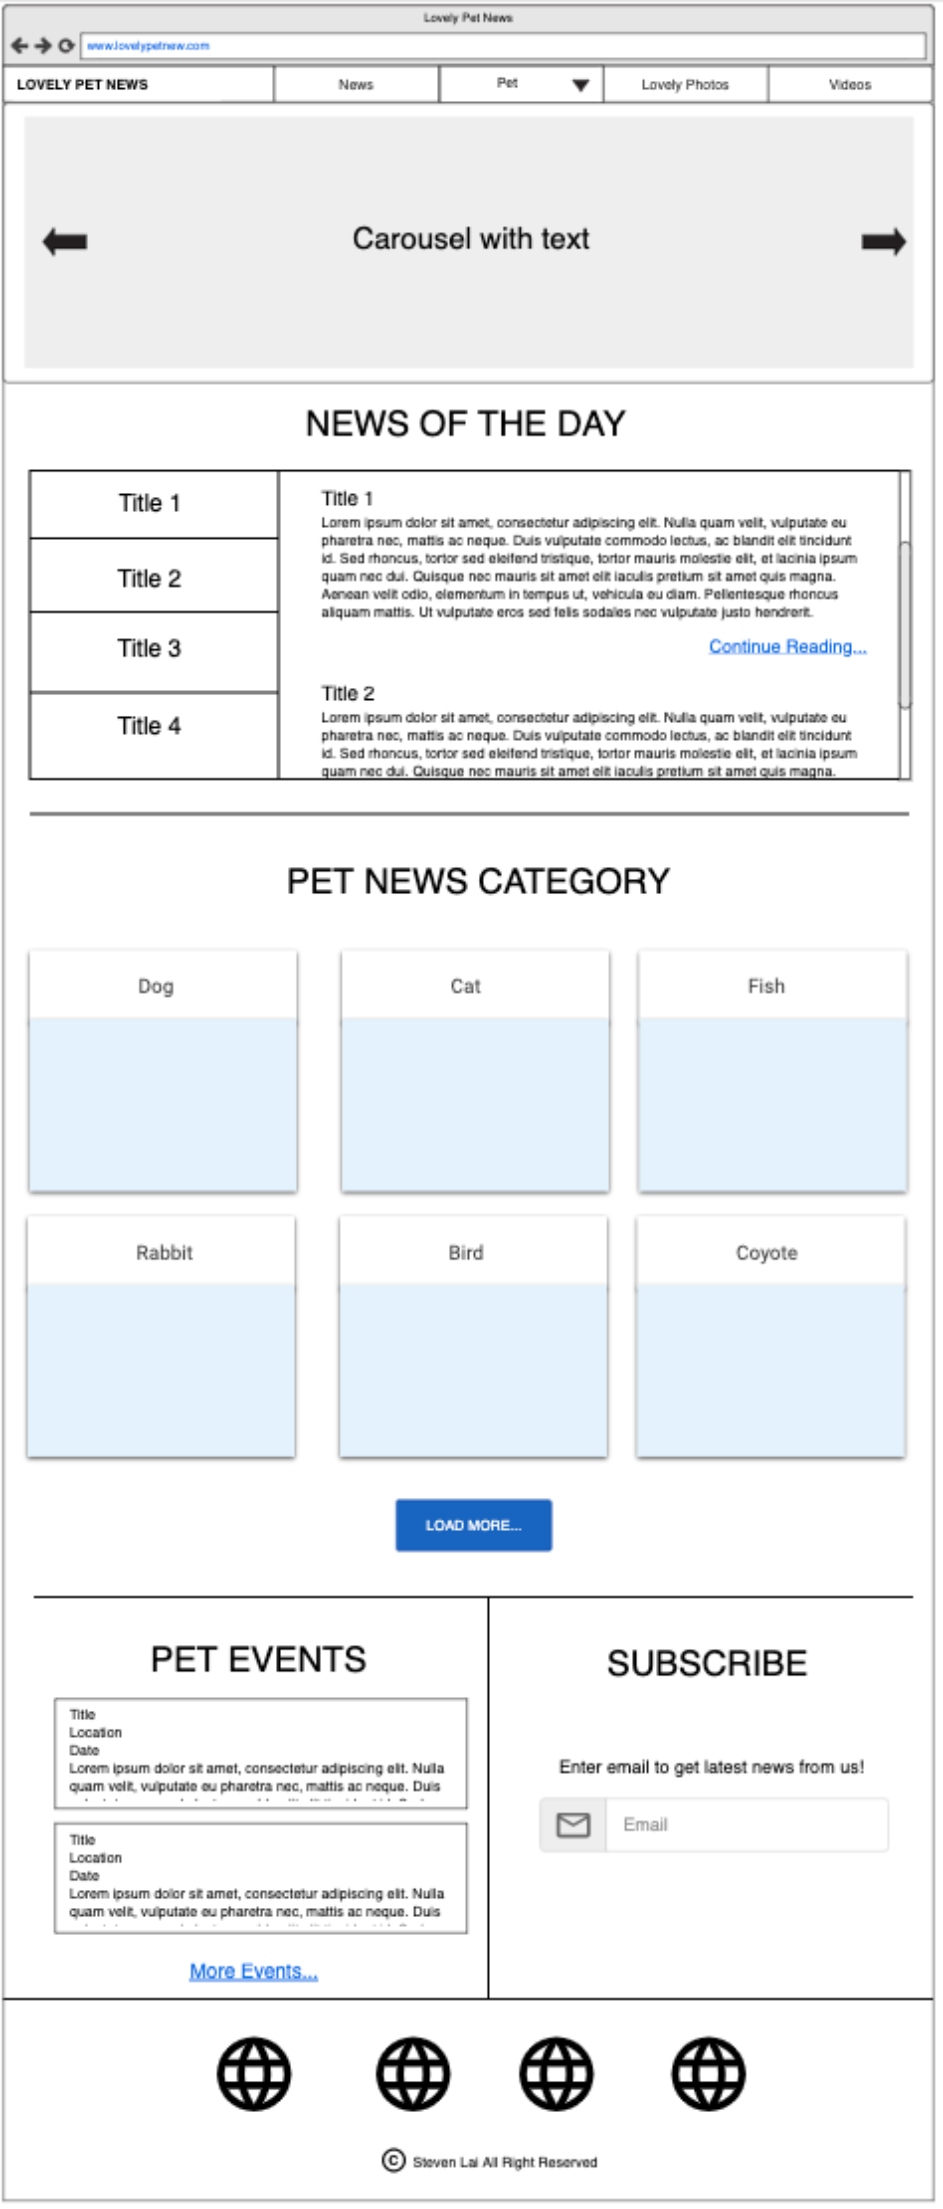 Lovely Pet News
www.lovelypetnew.com
LOVELY PET NEWS
News
Pet
Lovely Photos
Videos
Carousel with text
NEWS OF THE DAY
Title 1
Title 2
Title 3
Title 4
Title 1
Lorem ipsum dolor sit amet, consectetur adipiscing elit. Nulla quam velit, vulputate eu
pharetra nec, mattis ac neque. Duis vulputate commodo lectus, ac blandit elit tincidunt
id. Sed rhoncus, tortor sed eleifend tristique, tortor mauris molestie elit, et lacinia ipsum
quam nec dui. Quisque nec mauris sit amet elit iaculis pretium sit amet quis magna.
Aenean velit odio, elementum in tempus ut, vehicula eu diam. Pellentesque rhoncus
aliquam mattis. Ut vulputate eros sed felis sodales nec vulputate justo hendrerit.
Continue Reading...
Title 2
Lorem ipsum dolor sit amet, consectetur adipiscing elit. Nulla quam velit, vulputate eu
pharetra nec, mattis ac neque. Duis vulputate commodo lectus, ac blandit elit tincidunt
id. Sed rhoncus, tortor sed eleifend tristique, tortor mauris molestie elit, et lacinia ipsum
quam nec dui. Quisque nec mauris sit amet elit iaculis pretium sit amet quis magna.
PET NEWS CATEGORY
Dog
Cat
Fish
Rabbit
Bird
Coyote
LOAD MORE...
PET EVENTS
Title
Location
Date
Lorem ipsum dolor sit amet, consectetur adipiscing elit. Nulla
quam velit, vulputate eu pharetra nec, mattis ac neque. Duis
Title
Location
Date
Lorem ipsum dolor sit amet, consectetur adipiscing elit. Nulla
quam velit, vulputate eu pharetra nec, mattis ac neque. Duis
More Events...
SUBSCRIBE
Enter email to get latest news from us!
Email
© Steven Lai All Right Reserved